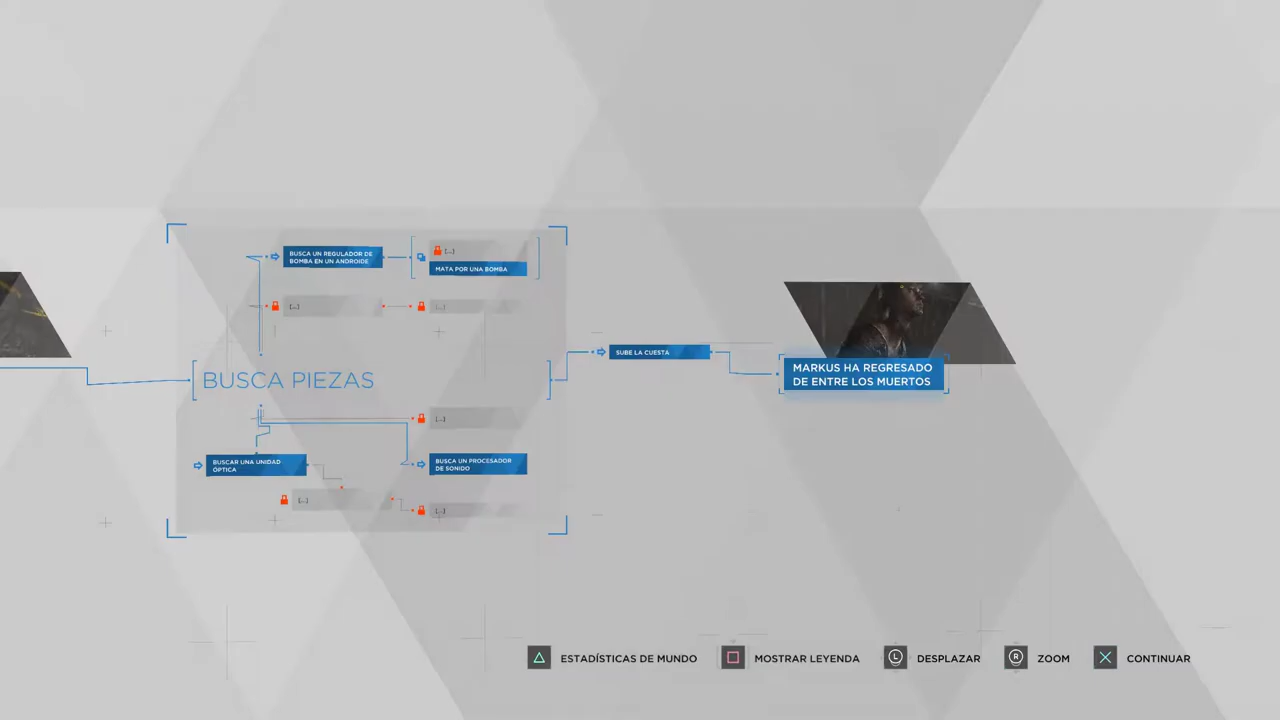 BUSCA UN REGULADOR DE
BOMBA EN UN ANDROIDE
[...]
MATA POR UNA BOMBA
[...]
[...]
BUSCA PIEZAS
SUBE LA CUESTA
MARKUS HA REGRESADO
DE ENTRE LOS MUERTOS
[...]
BUSCAR UNA UNIDAD
ÓPTICA
BUSCA UN PROCESADOR
DE SONIDO
[...]
[...]
ESTADÍSTICAS DE MUNDO
MOSTRAR LEYENDA
L
DESPLAZAR
R
ZOOM
CONTINUAR